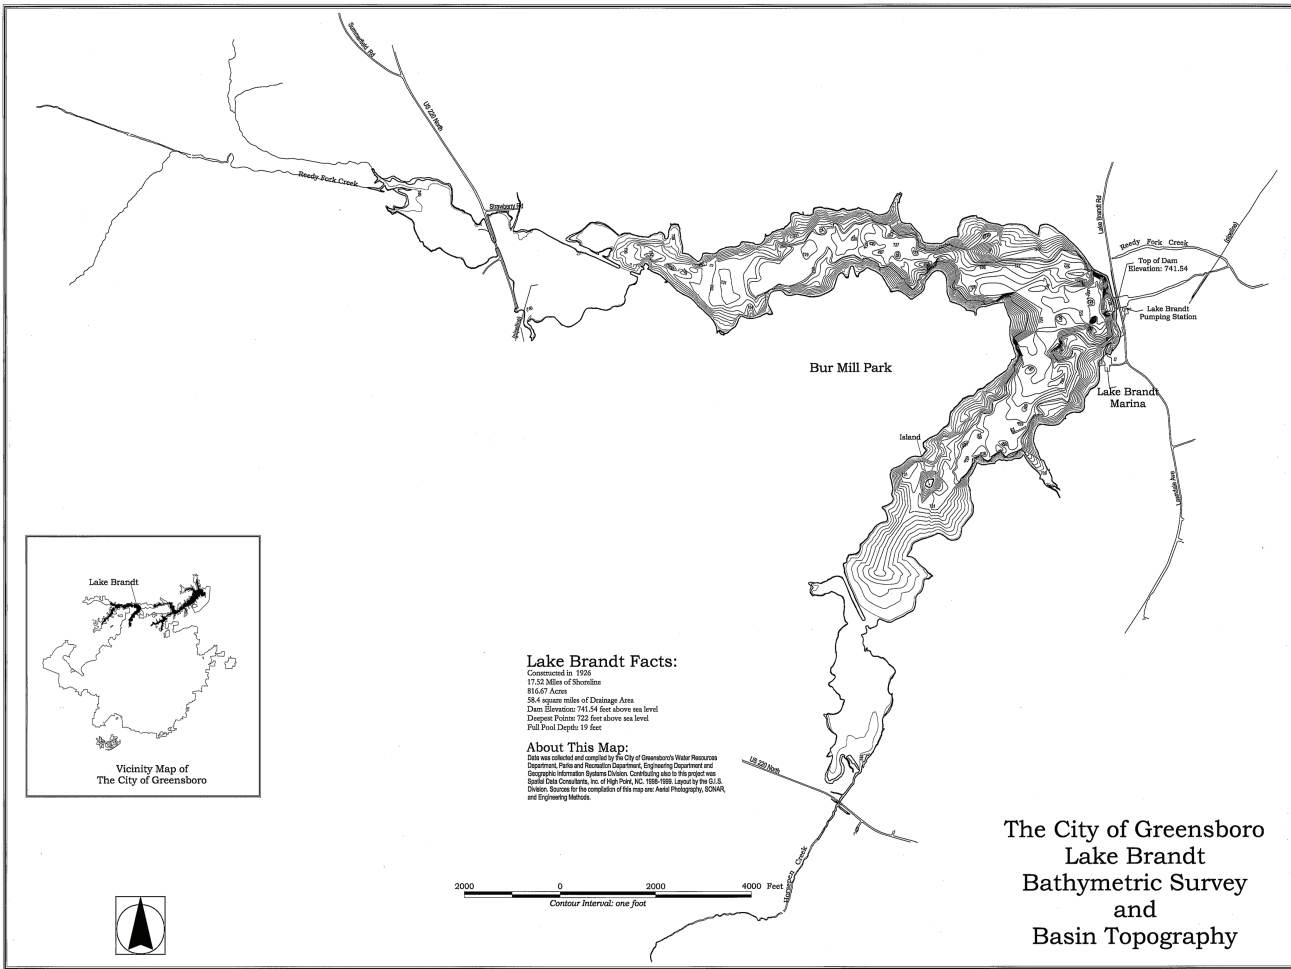 Summerfield Rd
US 220 North
Reedy Fork Creek
Strawberry Rd
Lake Brandt Rd
Reedy Fork Creek
(pipeline)
Top of Dam
Elevation: 741.54
Lake Brandt
Pumping Station
(pipeline)
Bur Mill Park
Lake Brandt
Marina
Island
Lawndale Ave
Lake Brandt
Vicinity Map of
The City of Greensboro
Lake Brandt Facts:
Constructed in 1926
17.52 Miles of Shoreline
816.67 Acres
58.4 square miles of Drainage Area
Dam Elevation: 741.54 feet above sea level
Deepest Points: 722 feet above sea level
Full Pool Depth: 19 feet
About This Map:
Data was collected and compiled by the City of Greensboro's Water Resources
Department, Parks and Recreation Department, Engineering Department and
Geographic Information Systems Division. Contributing also to this project was
Spatial Data Consultants, Inc. of High Point, NC. 1998-1999. Layout by the G.I.S.
Division. Sources for the compilation of this map are: Aerial Photography, SONAR,
and Engineering Methods.
US 220 North
Horsepen Creek
2000 0 2000 4000 Feet
Contour Interval: one foot
The City of Greensboro
Lake Brandt
Bathymetric Survey
and
Basin Topography